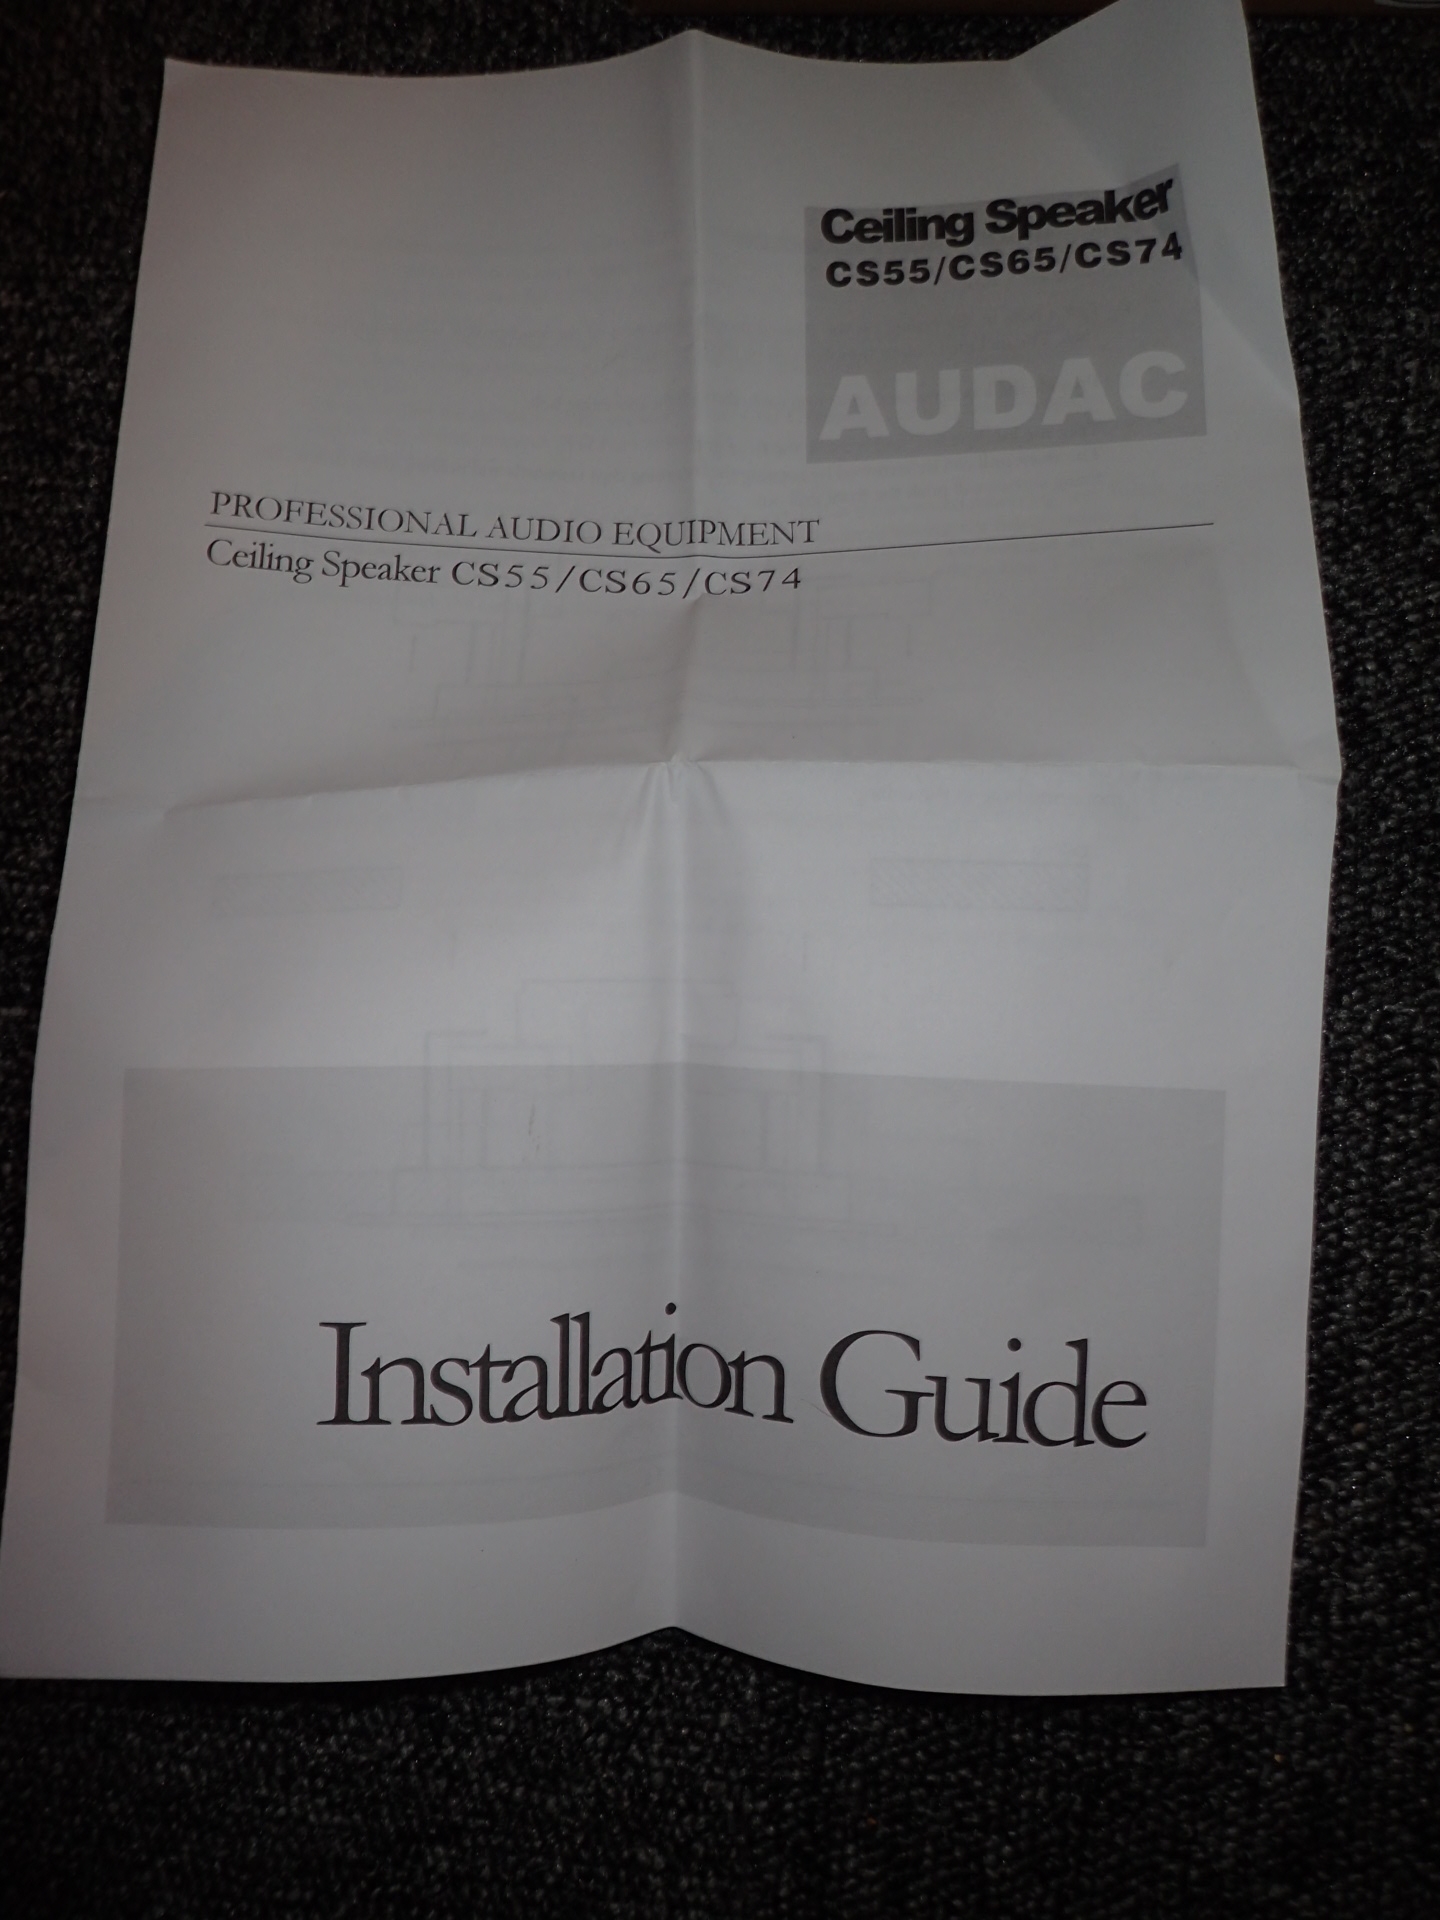 Ceiling Speaker
CS55/CS65/CS74
AUDAC
PROFESSIONAL AUDIO EQUIPMENT
Ceiling Speaker CS55/CS65/CS74
Installation Guide